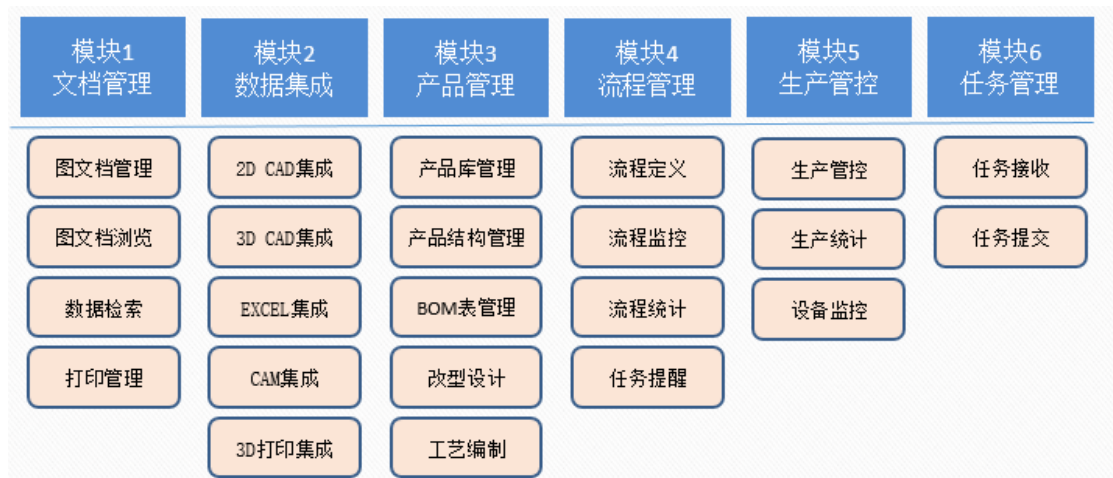 模块1
文档管理
模块2
数据集成
模块3
产品管理
模块4
流程管理
模块5
生产管控
模块6
任务管理
图文档管理
2D CAD集成
产品库管理
流程定义
生产管控
任务接收
图文档浏览
3D CAD集成
产品结构管理
流程监控
生产统计
任务提交
数据检索
EXCEL集成
BOM表管理
流程统计
设备监控
打印管理
CAM集成
改型设计
任务提醒
3D打印集成
工艺编制